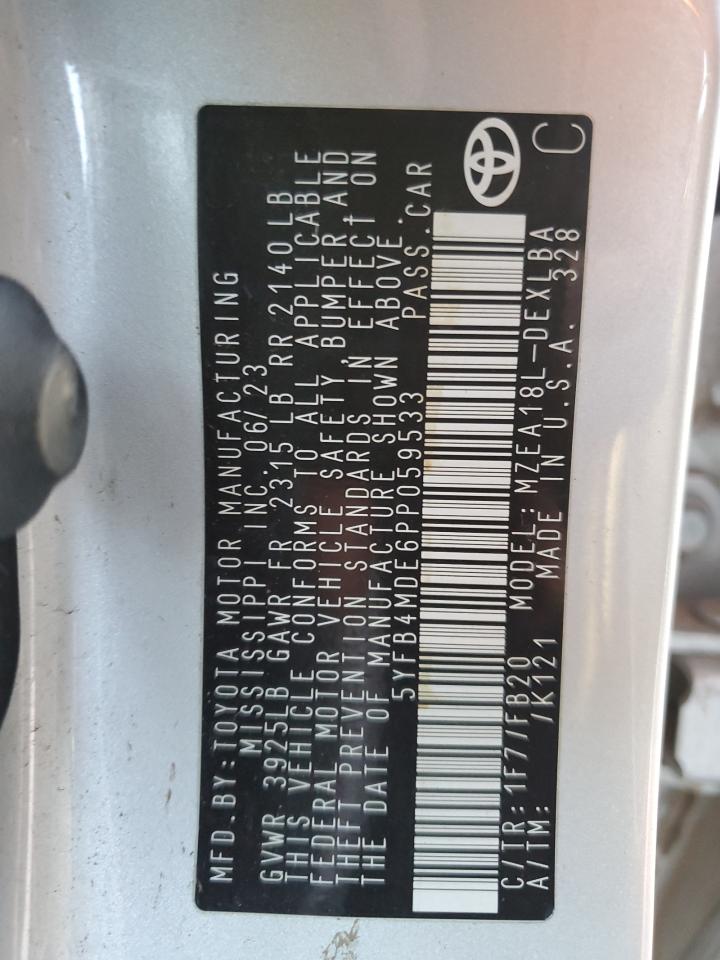 MFD.BY:TOYOTA MOTOR MANUFACTURING
MISSISSIPPI INC. 06/23
GVWR 3925LB GAWR FR 2315 LB RR 2140LB
THIS VEHICLE CONFORMS TO ALL APPLICABLE
FEDERAL MOTOR VEHICLE SAFETY, BUMPER AND
THEFT PREVENTION STANDARDS IN EFFECT ON
THE DATE OF MANUFACTURE SHOWN ABOVE.
5YFB4MDE6PP059533 PASS.CAR
C/TR:1F7/FB20 MODEL:MZEA18L-DEXLBA
A/TM: /K121 MADE IN U.S.A. 328
C